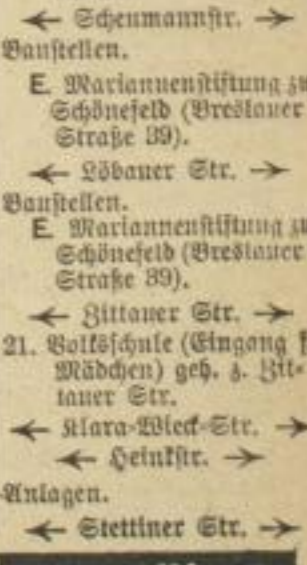 ← Scheumannstr. →
Baustellen.
E. Mariannenstiftung zu
Schönefeld (Breslauer
Straße 39).
← Löbauer Str. →
Baustellen.
E. Mariannenstiftung zu
Schönefeld (Breslauer
Straße 39).
← Zittauer Str. →
21. Volksschule (Eingang f
Mädchen) geh. z. Zit-
tauer Str.
← Klara-Wieck-Str. →
← Heinkstr. →
Anlagen.
← Stettiner Str. →